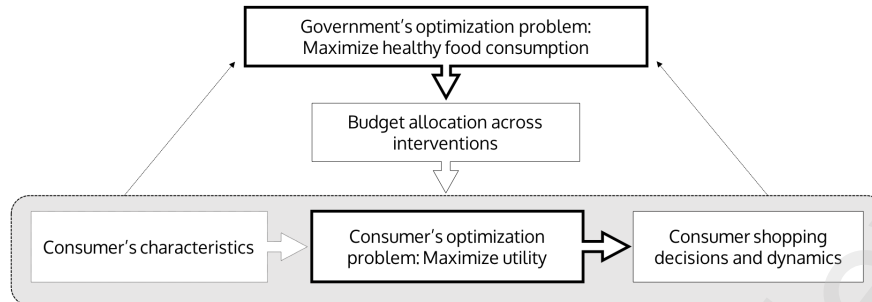 Government’s optimization problem:
Maximize healthy food consumption
Budget allocation across
interventions
Consumer’s characteristics
Consumer’s optimization
problem: Maximize utility
Consumer shopping
decisions and dynamics